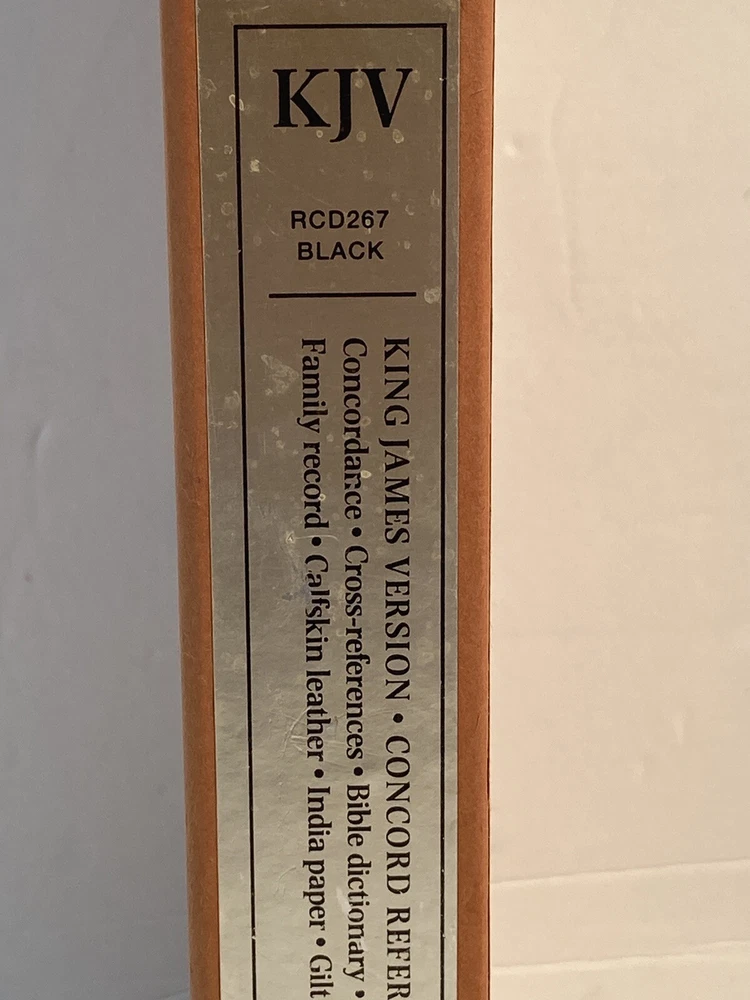 KJV
RCD267
BLACK
KING JAMES VERSION • CONCORD REFER
Concordance • Cross-references • Bible dictionary •
Family record • Calfskin leather • India paper • Gilt